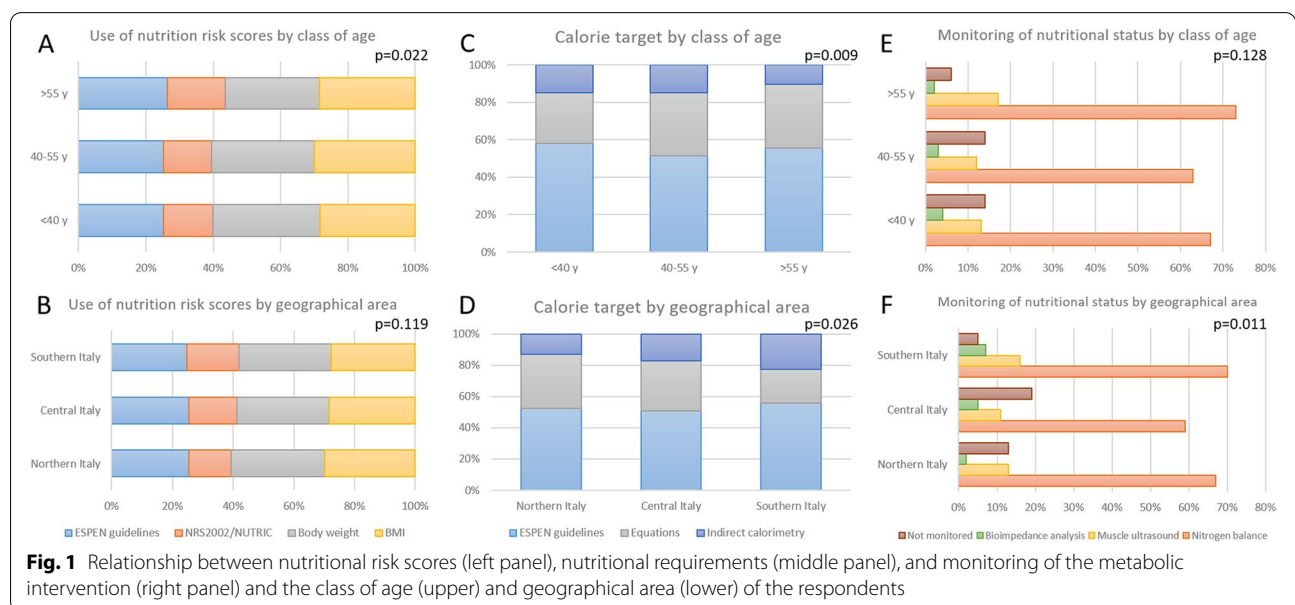 A
Use of nutrition risk scores by class of age
p=0.022
>55 y
40-55 y
<40 y
0% 20% 40% 60% 80% 100%
B
Use of nutrition risk scores by geographical area
p=0.119
Southern Italy
Central Italy
Northern Italy
0% 20% 40% 60% 80% 100%
ESPEN guidelines NRS2002/NUTRIC Body weight BMI
C
Calorie target by class of age
p=0.009
100%
80%
60%
40%
20%
0%
<40 y 40-55 y >55 y
D
Calorie target by geographical area
p=0.026
100%
80%
60%
40%
20%
0%
Northern Italy Central Italy Southern Italy
ESPEN guidelines Equations Indirect calorimetry
E
Monitoring of nutritional status by class of age
p=0.128
>55 y
40-55 y
<40 y
0% 10% 20% 30% 40% 50% 60% 70% 80%
F
Monitoring of nutritional status by geographical area
p=0.011
Southern Italy
Central Italy
Northern Italy
0% 10% 20% 30% 40% 50% 60% 70% 80%
Not monitored Bioimpedance analysis Muscle ultrasound Nitrogen balance
Fig. 1 Relationship between nutritional risk scores (left panel), nutritional requirements (middle panel), and monitoring of the metabolic
intervention (right panel) and the class of age (upper) and geographical area (lower) of the respondents